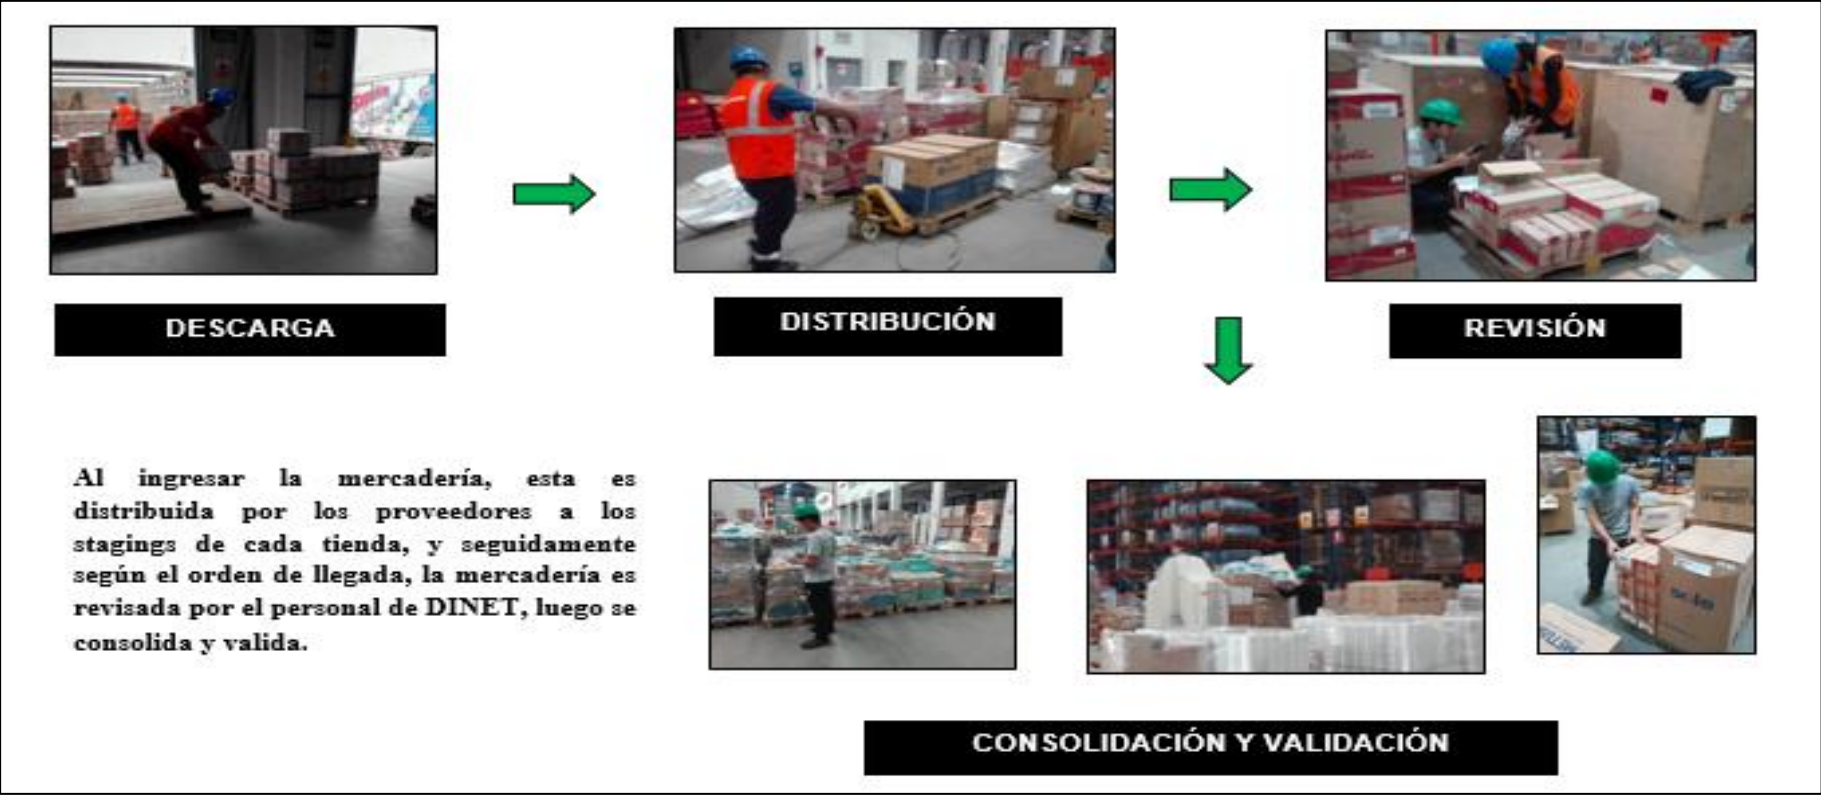 DESCARGA
DISTRIBUCIÓN
REVISIÓN
Al ingresar la mercadería, esta es
distribuida por los proveedores a los
stagings de cada tienda, y seguidamente
según el orden de llegada, la mercadería es
revisada por el personal de DINET, luego se
consolida y valida.
CONSOLIDACIÓN Y VALIDACIÓN